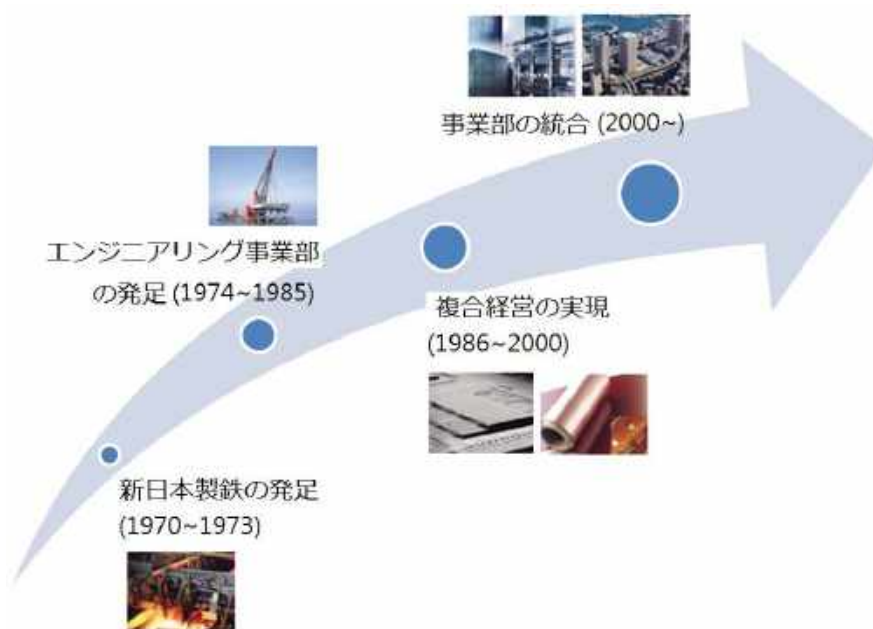 事業部の統合 (2000~)
エンジニアリング事業部
の発足 (1974~1985)
複合経営の実現
(1986~2000)
新日本製鉄の発足
(1970~1973)